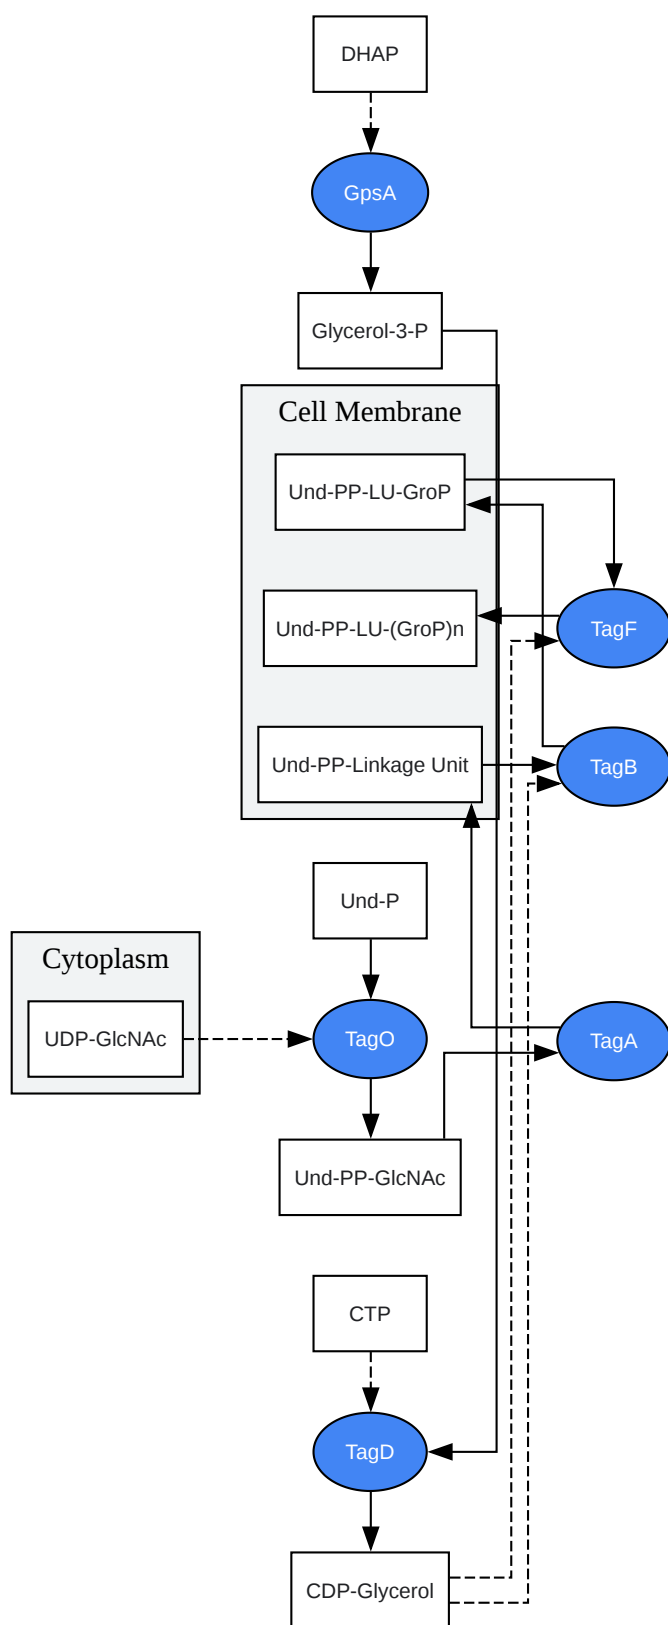 DHAP
GpsA
Glycerol-3-P
Cell Membrane
Und-PP-LU-GroP
Und-PP-LU-(GroP)n
TagF
Und-PP-Linkage Unit
TagB
Und-P
Cytoplasm
UDP-GlcNAc
TagO
TagA
Und-PP-GlcNAc
CTP
TagD
CDP-Glycerol